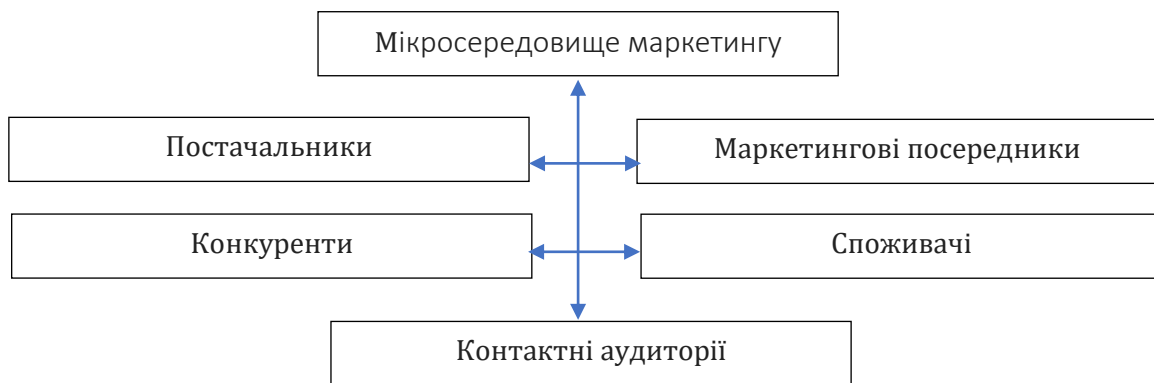 Мікросередовище маркетингу
Постачальники
Маркетингові посередники
Конкуренти
Споживачі
Контактні аудиторії